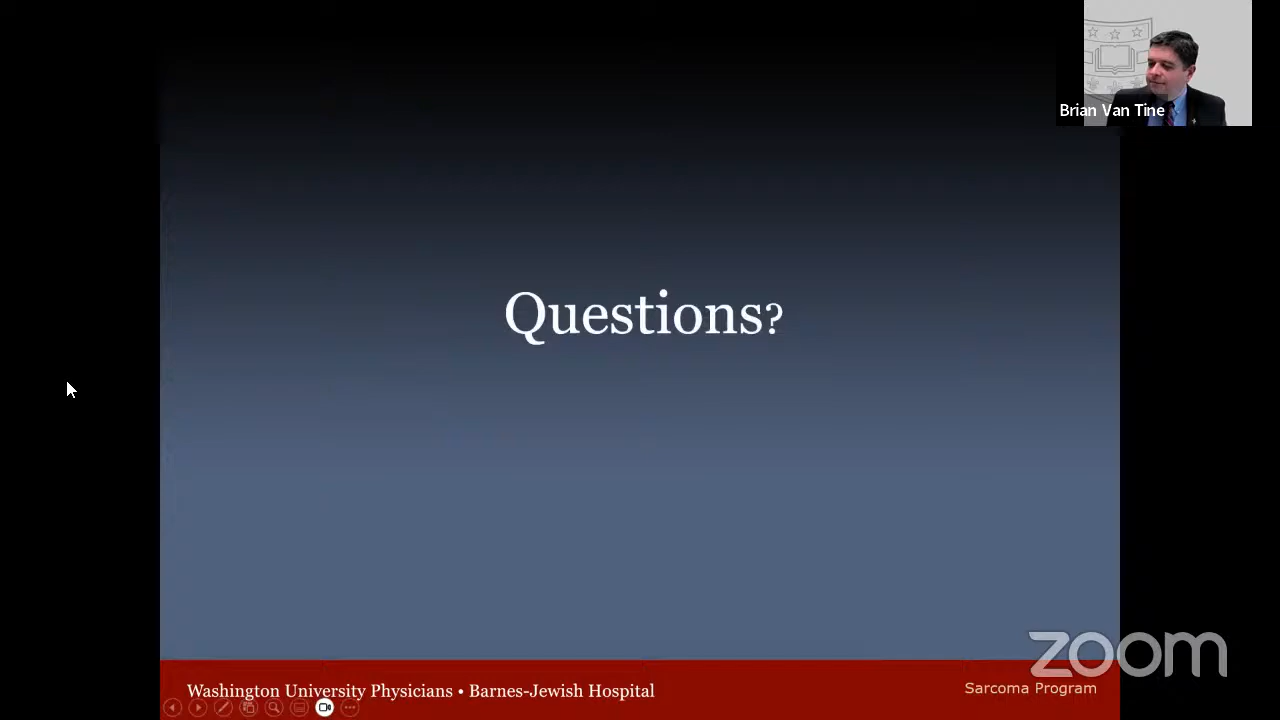 Brian Van Tine
Questions?
zoom
Washington University Physicians • Barnes-Jewish Hospital
Sarcoma Program